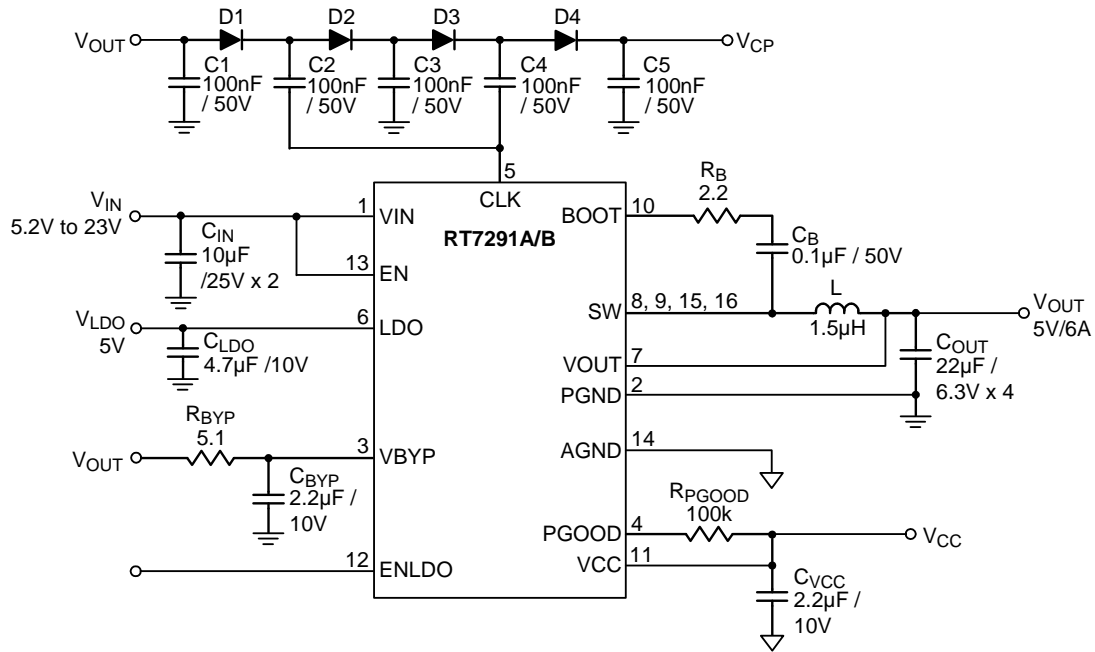 D1 D2 D3 D4
VOUT
VCP
C1
100nF
/ 50V
C2
100nF
/ 50V
C3
100nF
/ 50V
C4
100nF
/ 50V
C5
100nF
/ 50V
5
CLK
RT7291A/B
VIN
5.2V to 23V
1 VIN
CIN
10µF
/25V x 2
13 EN
VLDO
5V
6 LDO
CLDO
4.7µF /10V
RBYP
5.1
VOUT
3 VBYP
CBYP
2.2µF /
10V
12 ENLDO
BOOT 10
RB
2.2
CB
0.1µF / 50V
SW 8, 9, 15, 16
L
1.5µH
VOUT
5V/6A
VOUT 7
COUT
22µF /
6.3V x 4
PGND 2
AGND 14
RPGOOD
100k
PGOOD 4
VCC
VCC 11
CVCC
2.2µF /
10V